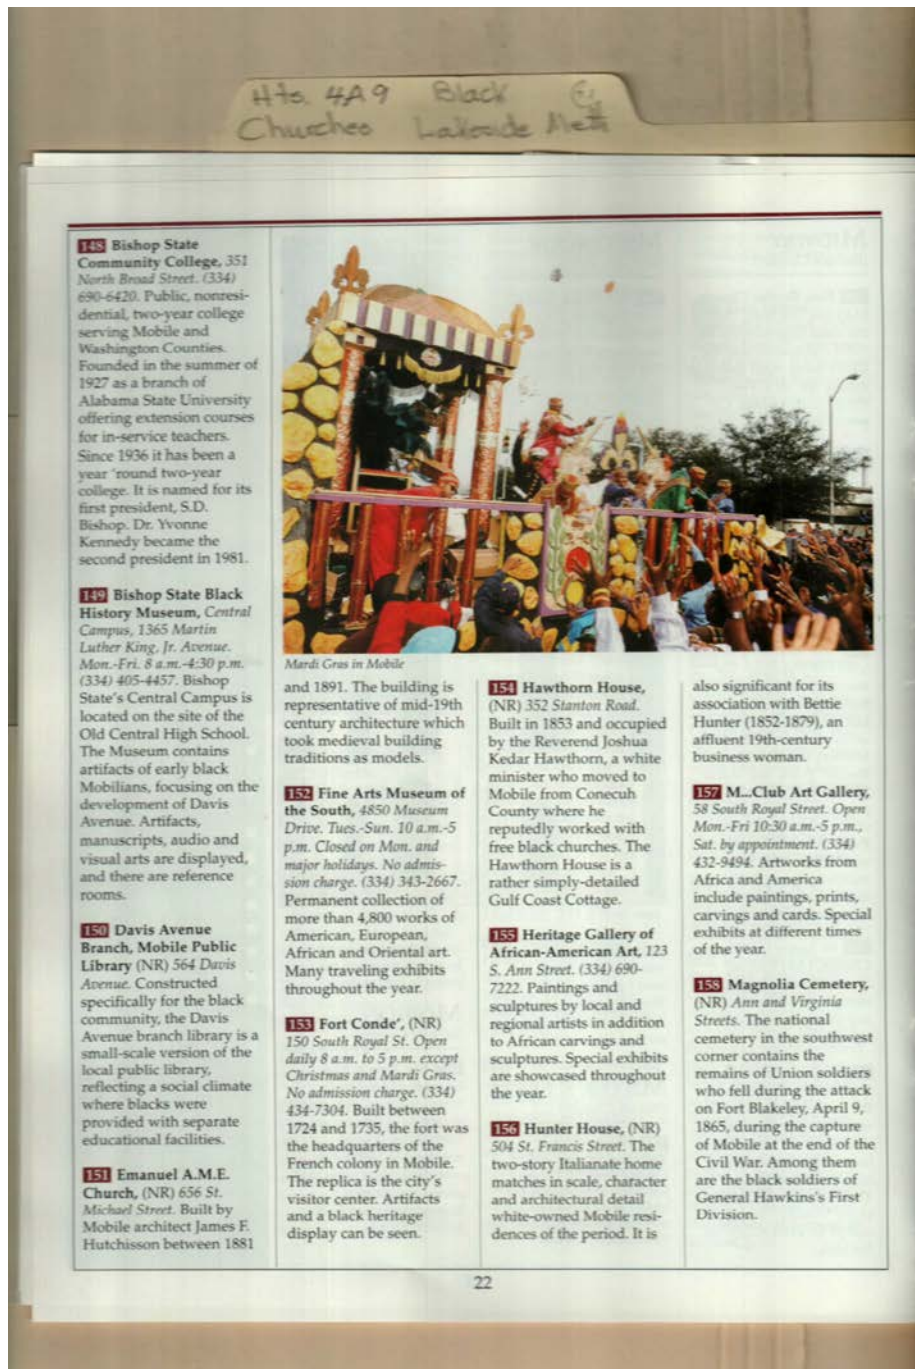 Hts. 4A9 Black
Churches Lakeside Meth
148 Bishop State
Community College, 351
North Broad Street. (334)
690-6420. Public, nonresi-
dential, two-year college
serving Mobile and
Washington Counties.
Founded in the summer of
1927 as a branch of
Alabama State University
offering extension courses
for in-service teachers.
Since 1936 it has been a
year 'round two-year
college. It is named for its
first president, S.D.
Bishop. Dr. Yvonne
Kennedy became the
second president in 1981.
149 Bishop State Black
History Museum, Central
Campus, 1365 Martin
Luther King, Jr. Avenue.
Mon.-Fri. 8 a.m.-4:30 p.m.
(334) 405-4457. Bishop
State's Central Campus is
located on the site of the
Old Central High School.
The Museum contains
artifacts of early black
Mobilians, focusing on the
development of Davis
Avenue. Artifacts,
manuscripts, audio and
visual arts are displayed,
and there are reference
rooms.
150 Davis Avenue
Branch, Mobile Public
Library (NR) 564 Davis
Avenue. Constructed
specifically for the black
community, the Davis
Avenue branch library is a
small-scale version of the
local public library,
reflecting a social climate
where blacks were
provided with separate
educational facilities.
151 Emanuel A.M.E.
Church, (NR) 656 St.
Michael Street. Built by
Mobile architect James F.
Hutchisson between 1881
Mardi Gras in Mobile
and 1891. The building is
representative of mid-19th
century architecture which
took medieval building
traditions as models.
152 Fine Arts Museum of
the South, 4850 Museum
Drive. Tues.-Sun. 10 a.m.-5
p.m. Closed on Mon. and
major holidays. No admis-
sion charge. (334) 343-2667.
Permanent collection of
more than 4,800 works of
American, European,
African and Oriental art.
Many traveling exhibits
throughout the year.
153 Fort Conde', (NR)
150 South Royal St. Open
daily 8 a.m. to 5 p.m. except
Christmas and Mardi Gras.
No admission charge. (334)
434-7304. Built between
1724 and 1735, the fort was
the headquarters of the
French colony in Mobile.
The replica is the city's
visitor center. Artifacts
and a black heritage
display can be seen.
154 Hawthorn House,
(NR) 352 Stanton Road.
Built in 1853 and occupied
by the Reverend Joshua
Kedar Hawthorn, a white
minister who moved to
Mobile from Conecuh
County where he
reputedly worked with
free black churches. The
Hawthorn House is a
rather simply-detailed
Gulf Coast Cottage.
155 Heritage Gallery of
African-American Art, 123
S. Ann Street. (334) 690-
7222. Paintings and
sculptures by local and
regional artists in addition
to African carvings and
sculptures. Special exhibits
are showcased throughout
the year.
156 Hunter House, (NR)
504 St. Francis Street. The
two-story Italianate home
matches in scale, character
and architectural detail
white-owned Mobile resi-
dences of the period. It is
also significant for its
association with Bettie
Hunter (1852-1879), an
affluent 19th-century
business woman.
157 M...Club Art Gallery,
58 South Royal Street. Open
Mon.-Fri 10:30 a.m.-5 p.m.,
Sat. by appointment. (334)
432-9494. Artworks from
Africa and America
include paintings, prints,
carvings and cards. Special
exhibits at different times
of the year.
158 Magnolia Cemetery,
(NR) Ann and Virginia
Streets. The national
cemetery in the southwest
corner contains the
remains of Union soldiers
who fell during the attack
on Fort Blakeley, April 9,
1865, during the capture
of Mobile at the end of the
Civil War. Among them
are the black soldiers of
General Hawkins's First
Division.
22